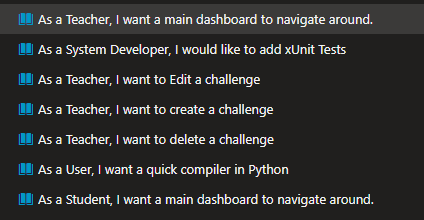 As a Teacher, I want a main dashboard to navigate around.
As a System Developer, I would like to add xUnit Tests
As a Teacher, I want to Edit a challenge
As a Teacher, I want to create a challenge
As a Teacher, I want to delete a challenge
As a User, I want a quick compiler in Python
As a Student, I want a main dashboard to navigate around.